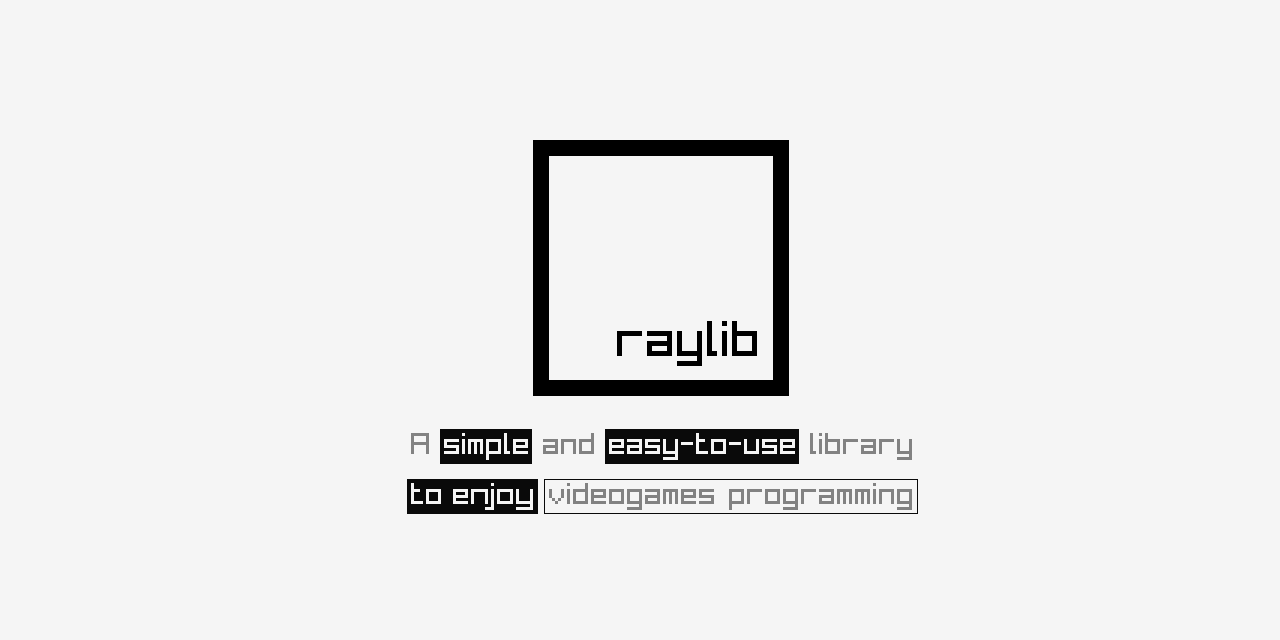 raylib
A simple and easy-to-use library
to enjoy videogames programming